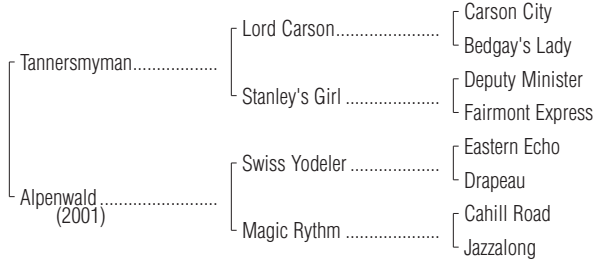 Carson City
Lord Carson..................
Bedgay's Lady
Tannersmyman..................
Deputy Minister
Stanley's Girl ..................
Fairmont Express
Eastern Echo
Swiss Yodeler ..................
Drapeau
Alpenwald ........................
(2001)
Cahill Road
Magic Rythm ..................
Jazzalong